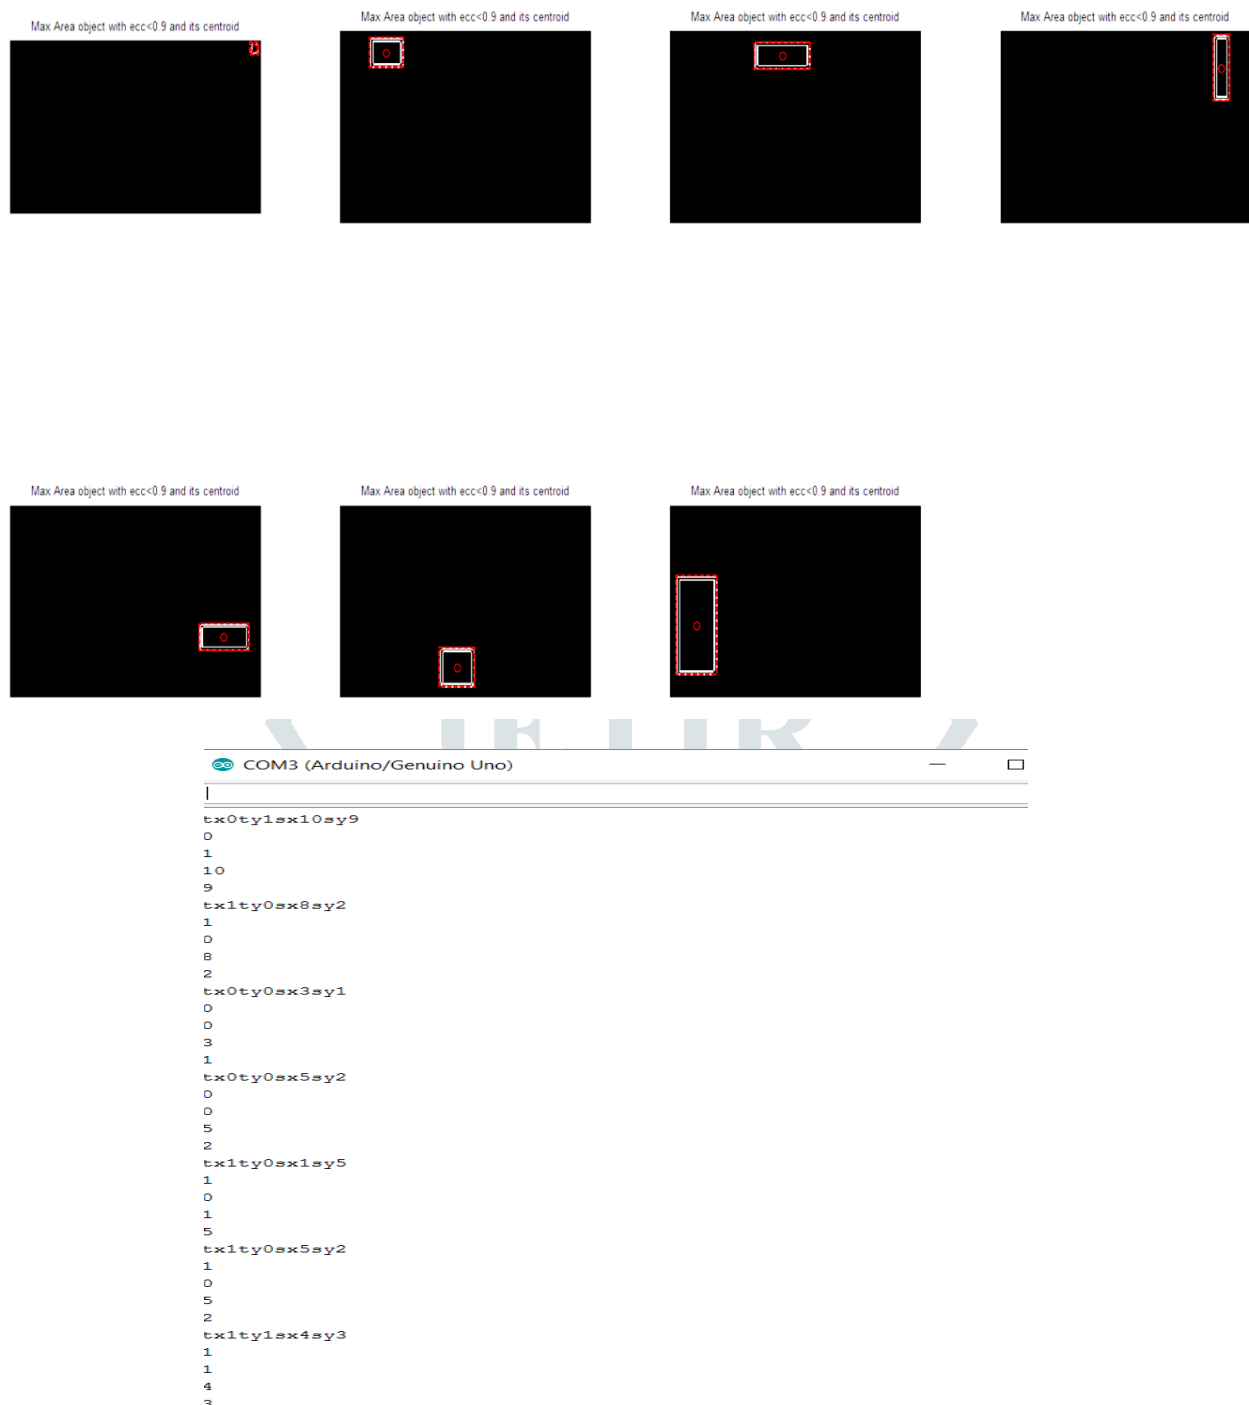 Max Area object with ecc<0.9 and its centroid
Max Area object with ecc<0.9 and its centroid
Max Area object with ecc<0.9 and its centroid
Max Area object with ecc<0.9 and its centroid
Max Area object with ecc<0.9 and its centroid
Max Area object with ecc<0.9 and its centroid
Max Area object with ecc<0.9 and its centroid
JETIR
COM3 (Arduino/Genuino Uno)
tx0ty1sx10sy9
0
1
10
9
tx1ty0sx8sy2
1
0
8
2
tx0ty0sx3sy1
0
0
3
1
tx0ty0sx5sy2
0
0
5
2
tx1ty0sx1sy5
1
0
1
5
tx1ty0sx5sy2
1
0
5
2
tx1ty1sx4sy3
1
1
4
3